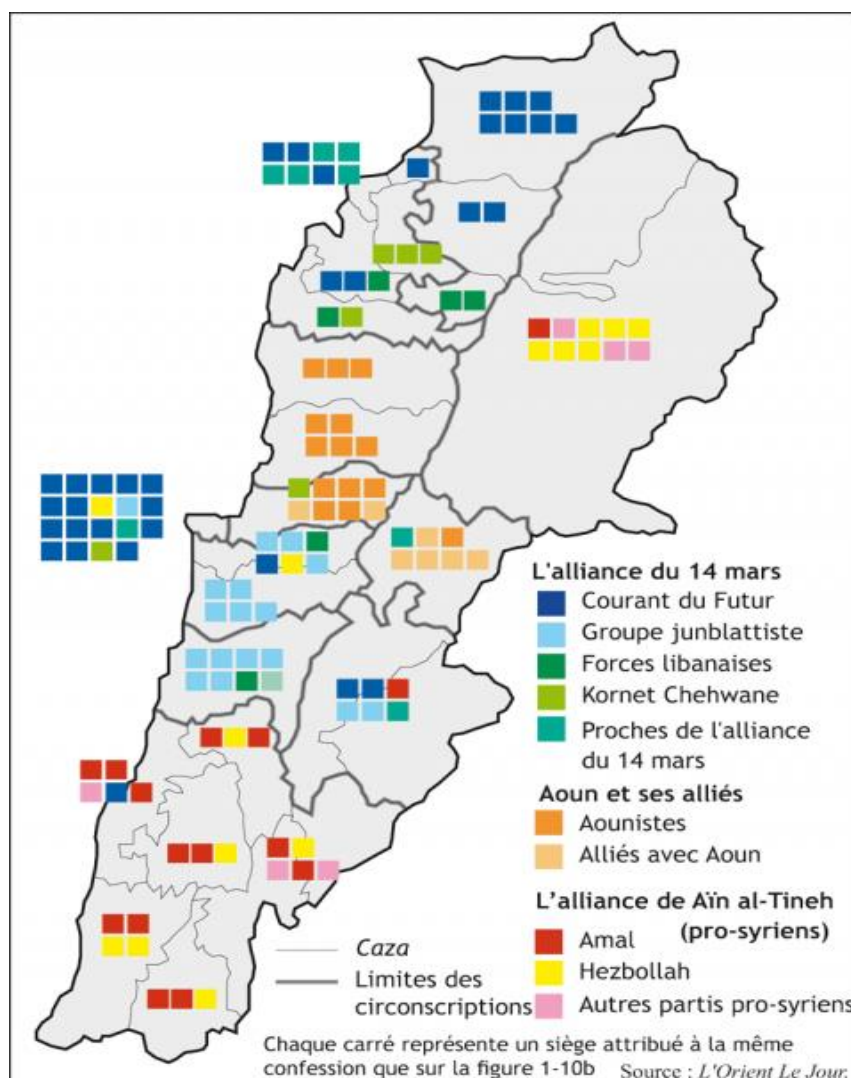 L'alliance du 14 mars
Courant du Futur
Groupe junblattiste
Forces libanaises
Kornet Chehwane
Proches de l'alliance
du 14 mars
Aoun et ses alliés
Aounistes
Alliés avec Aoun
L'alliance de Aïn al-Tineh
(pro-syriens)
Amal
Hezbollah
Autres partis pro-syriens
Caza
Limites des
circonscriptions
Chaque carré représente un siège attribué à la même
confession que sur la figure 1-10b Source : L'Orient Le Jour.